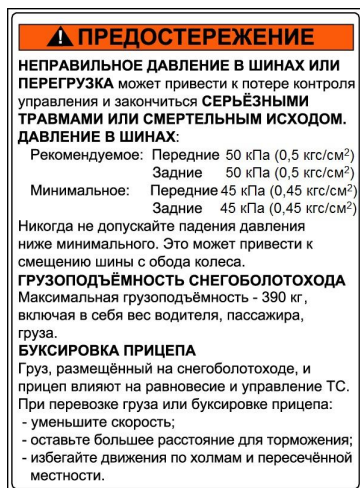 ПРЕДОСТЕРЕЖЕНИЕ
НЕПРАВИЛЬНОЕ ДАВЛЕНИЕ В ШИНАХ ИЛИ
ПЕРЕГРУЗКА может привести к потере контроля
управления и закончиться СЕРЬЁЗНЫМИ
ТРАВМАМИ ИЛИ СМЕРТЕЛЬНЫМ ИСХОДОМ.
ДАВЛЕНИЕ В ШИНАХ:
Рекомендуемое: Передние 50 кПа (0,5 кгс/см²)
Задние 50 кПа (0,5 кгс/см²)
Минимальное: Передние 45 кПа (0,45 кгс/см²)
Задние 45 кПа (0,45 кгс/см²)
Никогда не допускайте падения давления
ниже минимального. Это может привести к
смещению шины с обода колеса.
ГРУЗОПОДЪЁМНОСТЬ СНЕГОБОЛОТОХОДА
Максимальная грузоподъёмность - 390 кг,
включая в себя вес водителя, пассажира,
груза.
БУКСИРОВКА ПРИЦЕПА
Груз, размещённый на снегоболотоходе, и
прицеп влияют на равновесие и управление ТС.
При перевозке груза или буксировке прицепа:
- уменьшите скорость;
- оставьте большее расстояние для торможения;
- избегайте движения по холмам и пересечённой
местности.